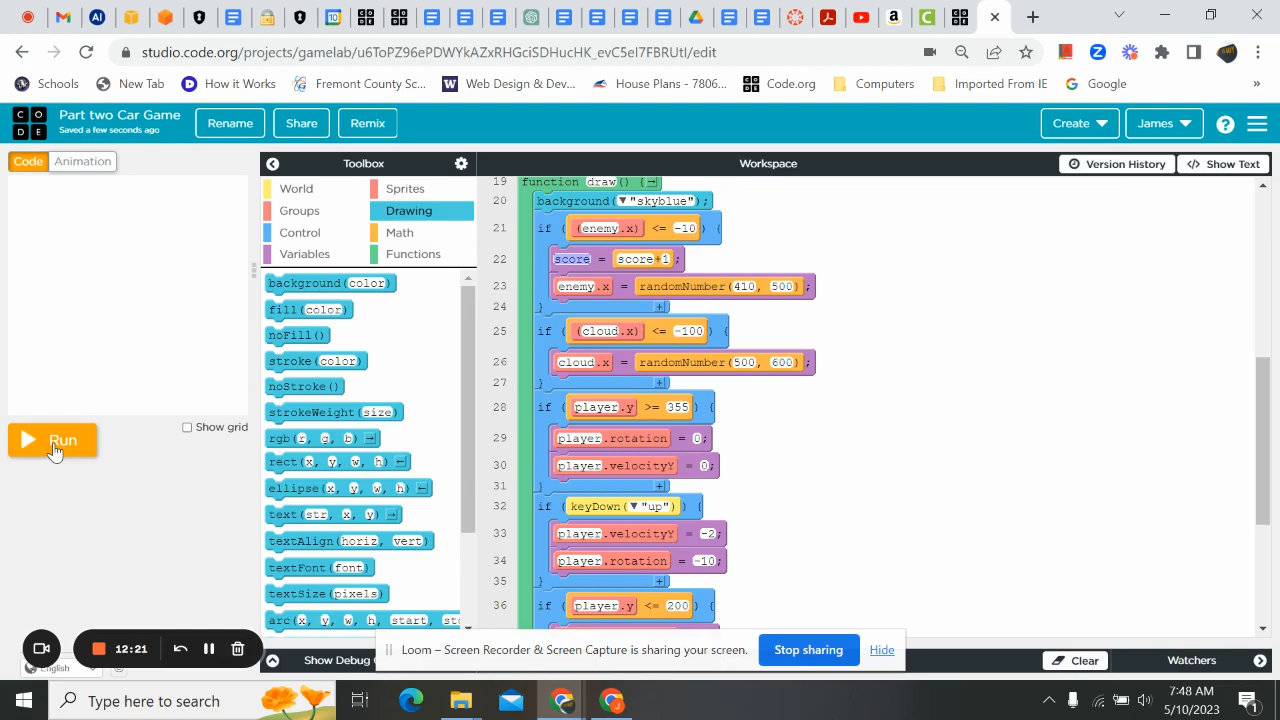 studio.code.org/projects/gamelab/u6ToPZ96ePDWYkAZxRHGciSDHucHK_evC5eI7FBRUtI/edit
Schools
New Tab
How it Works
Fremont County Sc...
Web Design & Dev...
House Plans - 7806...
Code.org
Computers
Imported From IE
Google
»
CODE
Part two Car Game
Saved a few seconds ago
Rename
Share
Remix
Create
James
Code
Animation
Toolbox
Workspace
Version History
</> Show Text
World
Sprites
Groups
Drawing
Control
Math
Variables
Functions
background(color)
fill(color)
noFill()
stroke(color)
noStroke()
strokeWeight(size)
rgb(r, g, b)
rect(x, y, w, h)
ellipse(x, y, w, h)
text(str, x, y)
textAlign(horiz, vert)
textFont(font)
textSize(pixels)
arc(x, y, w, h, start, sto
Run
Show grid
19 function draw() {
20 background("skyblue");
21 if ((enemy.x) <= -10) {
22 score = score+1;
23 enemy.x = randomNumber(410, 500);
24 }
25 if ((cloud.x) <= -100) {
26 cloud.x = randomNumber(500, 600);
27 }
28 if (player.y >= 355) {
29 player.rotation = 0;
30 player.velocityY = 0;
31 }
32 if (keyDown("up")) {
33 player.velocityY = -2;
34 player.rotation = -10;
35 }
36 if (player.y <= 200) {
12:21
English
Loom – Screen Recorder & Screen Capture is sharing your screen.
Stop sharing
Hide
Show Debug
Clear
Watchers
Type here to search
7:48 AM
5/10/2023
1